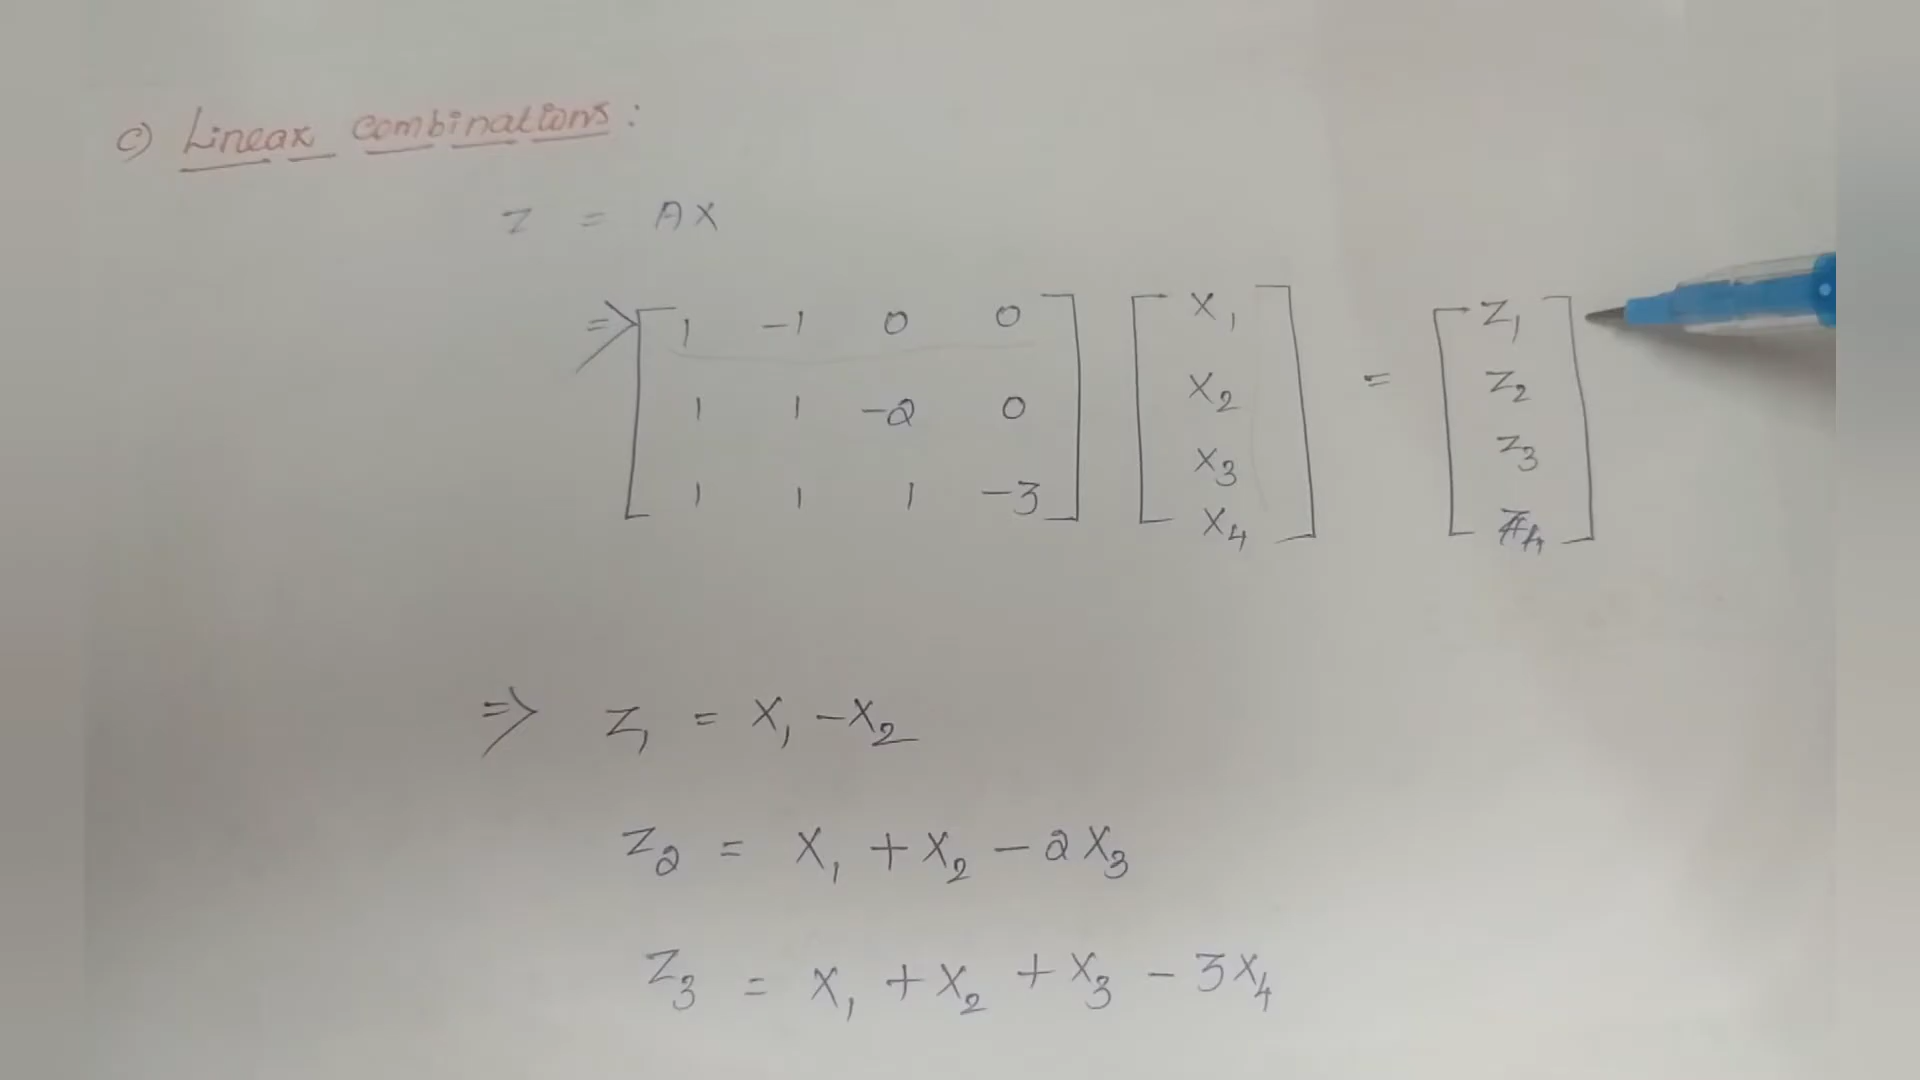 c) Linear combinations:
Z = AX
⇒ [ 1 -1 0 0 ] [ X₁ ] [ Z₁ ]
[ 1 1 -2 0 ] [ X₂ ] = [ Z₂ ]
[ 1 1 1 -3 ] [ X₃ ] [ Z₃ ]
[ X₄ ]
⇒ Z₁ = X₁ - X₂
Z₂ = X₁ + X₂ - 2X₃
Z₃ = X₁ + X₂ + X₃ - 3X₄